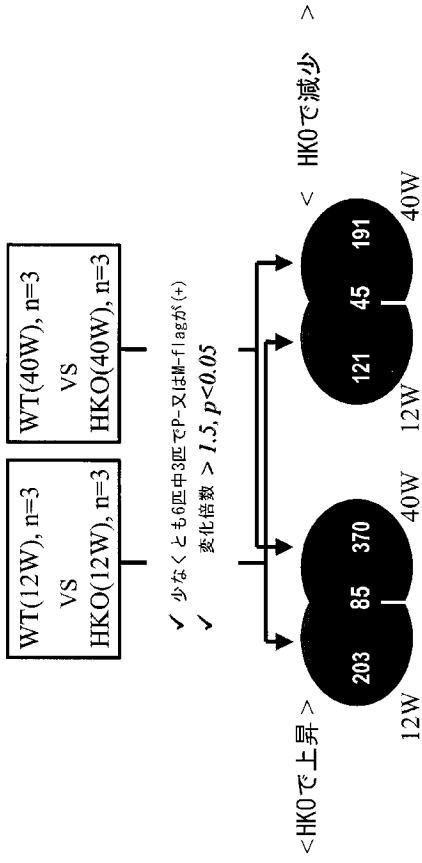 WT(12W), n=3
VS
HKO(12W), n=3
WT(40W), n=3
VS
HKO(40W), n=3
✓ 少なくとも6匹中3匹でP-又はM-flagが(+)
✓ 変化倍数 > 1.5, p<0.05
<HKOで上昇>
203
85
370
12W
40W
< HKOで減少 >
121
45
191
12W
40W